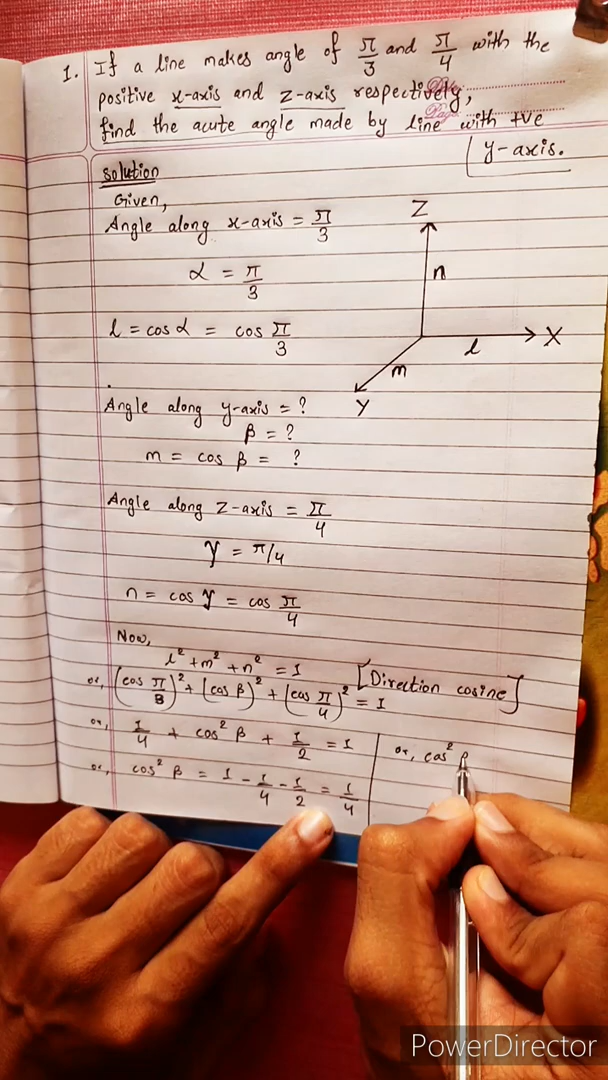 1. If a line makes angle of π/3 and π/4 with the
positive x-axis and z-axis respectively,
find the acute angle made by line with +ve
y-axis.
Solution
Given,
Angle along x-axis = π/3
α = π/3
l = cos α = cos π/3
Z
n
X
l
m
Y
Angle along y-axis = ?
β = ?
m = cos β = ?
Angle along z-axis = π/4
γ = π/4
n = cos γ = cos π/4
Now,
l² + m² + n² = 1 [Direction cosine]
or, (cos π/3)² + (cos β)² + (cos π/4)² = 1
or, 1/4 + cos² β + 1/2 = 1
or, cos² β = 1 - 1/4 - 1/2 = 1/4
or, cos² β
PowerDirector